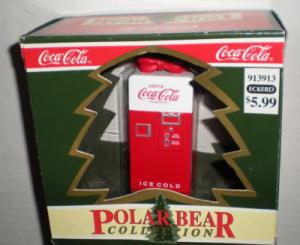 Coca-Cola
Coca-Cola
913913
ECKERD
$5.99
DRINK
Coca-Cola
ICE COLD
POLAR BEAR
COLLECTION